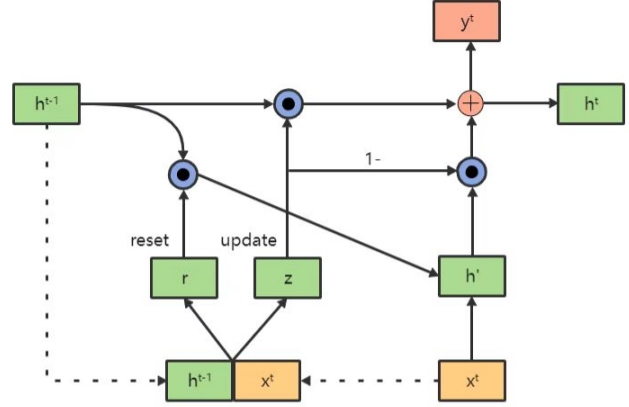 yᵗ
hᵗ⁻¹
hᵗ
1-
reset
update
r
z
h'
hᵗ⁻¹
xᵗ
xᵗ